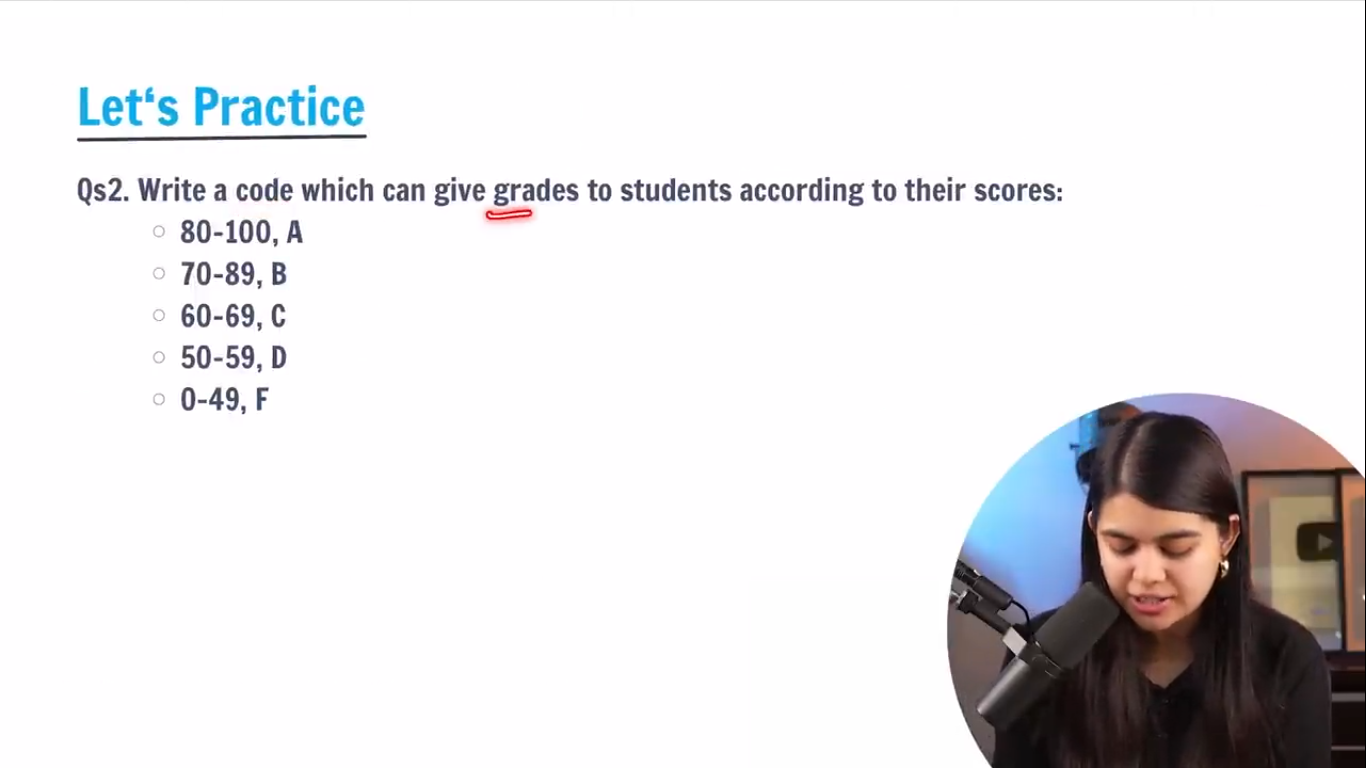 Let‘s Practice
Qs2. Write a code which can give grades to students according to their scores:
80-100, A
70-89, B
60-69, C
50-59, D
0-49, F